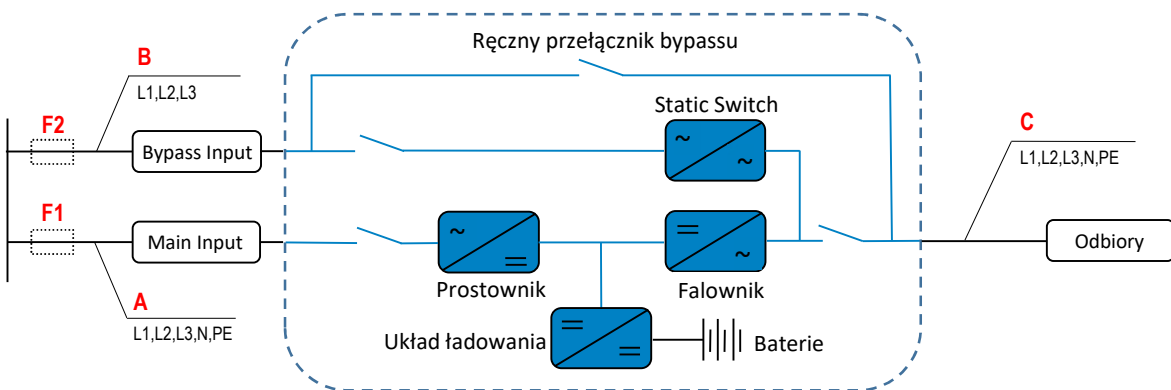 Ręczny przełącznik bypassu
B
L1,L2,L3
F2
Bypass Input
Static Switch
~
~
C
L1,L2,L3,N,PE
F1
Main Input
~
Prostownik
~
Falownik
Odbiory
A
L1,L2,L3,N,PE
Układ ładowania
Baterie